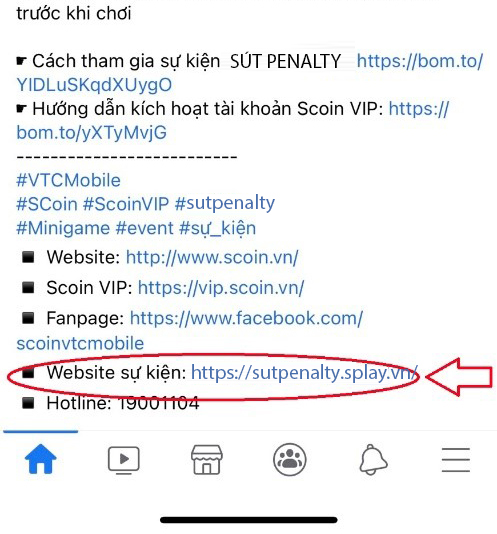 trước khi chơi
☛ Cách tham gia sự kiện SÚT PENALTY https://bom.to/
YIDLuSKqdXUygO
☛ Hướng dẫn kích hoạt tài khoản Scoin VIP: https://
bom.to/yXTyMvjG
--------------------------
#VTCMobile
#SCoin #ScoinVIP #sutpenalty
#Minigame #event #sự_kiện
◾ Website: http://www.scoin.vn/
◾ Scoin VIP: https://vip.scoin.vn/
◾ Fanpage: https://www.facebook.com/
scoinvtcmobile
◾ Website sự kiện: https://sutpenalty.splay.vn/
◾ Hotline: 19001104